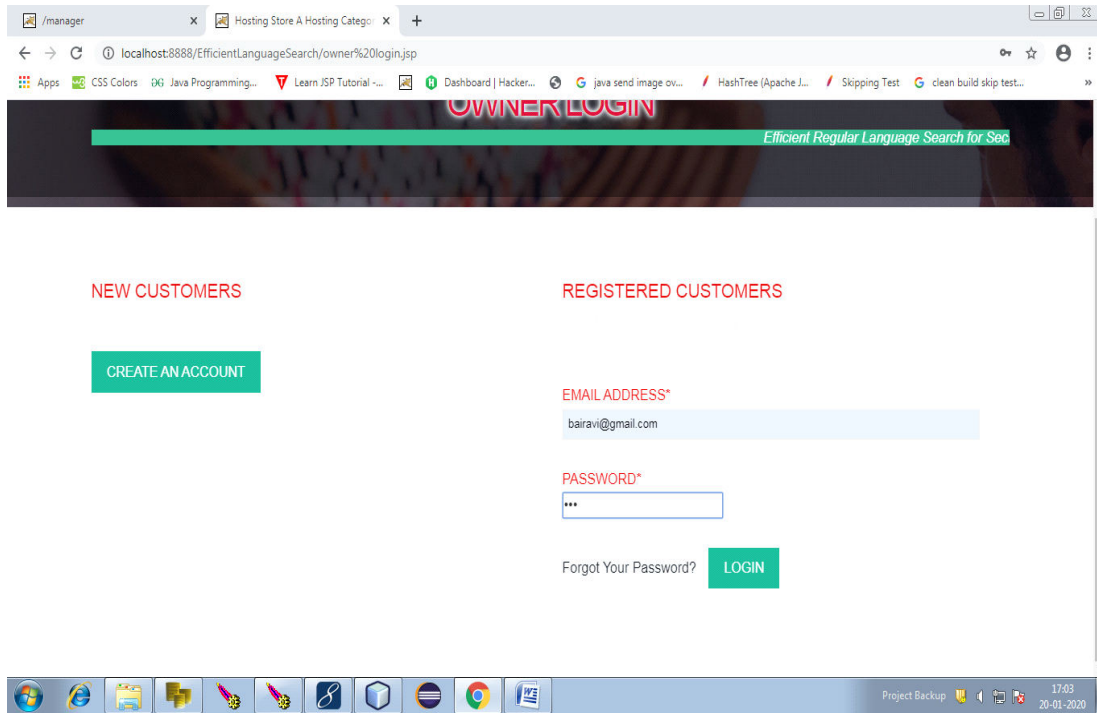 /manager
Hosting Store A Hosting Categor
localhost:8888/EfficientLanguageSearch/owner%20login.jsp
Apps CSS Colors Java Programming... Learn JSP Tutorial -... Dashboard | Hacker... java send image ov... HashTree (Apache J... Skipping Test clean build skip test... »
OWNER LOGIN
Efficient Regular Language Search for Sec
NEW CUSTOMERS
CREATE AN ACCOUNT
REGISTERED CUSTOMERS
EMAIL ADDRESS*
bairavi@gmail.com
PASSWORD*
•••
Forgot Your Password? LOGIN
Project Backup 17:03
20-01-2020